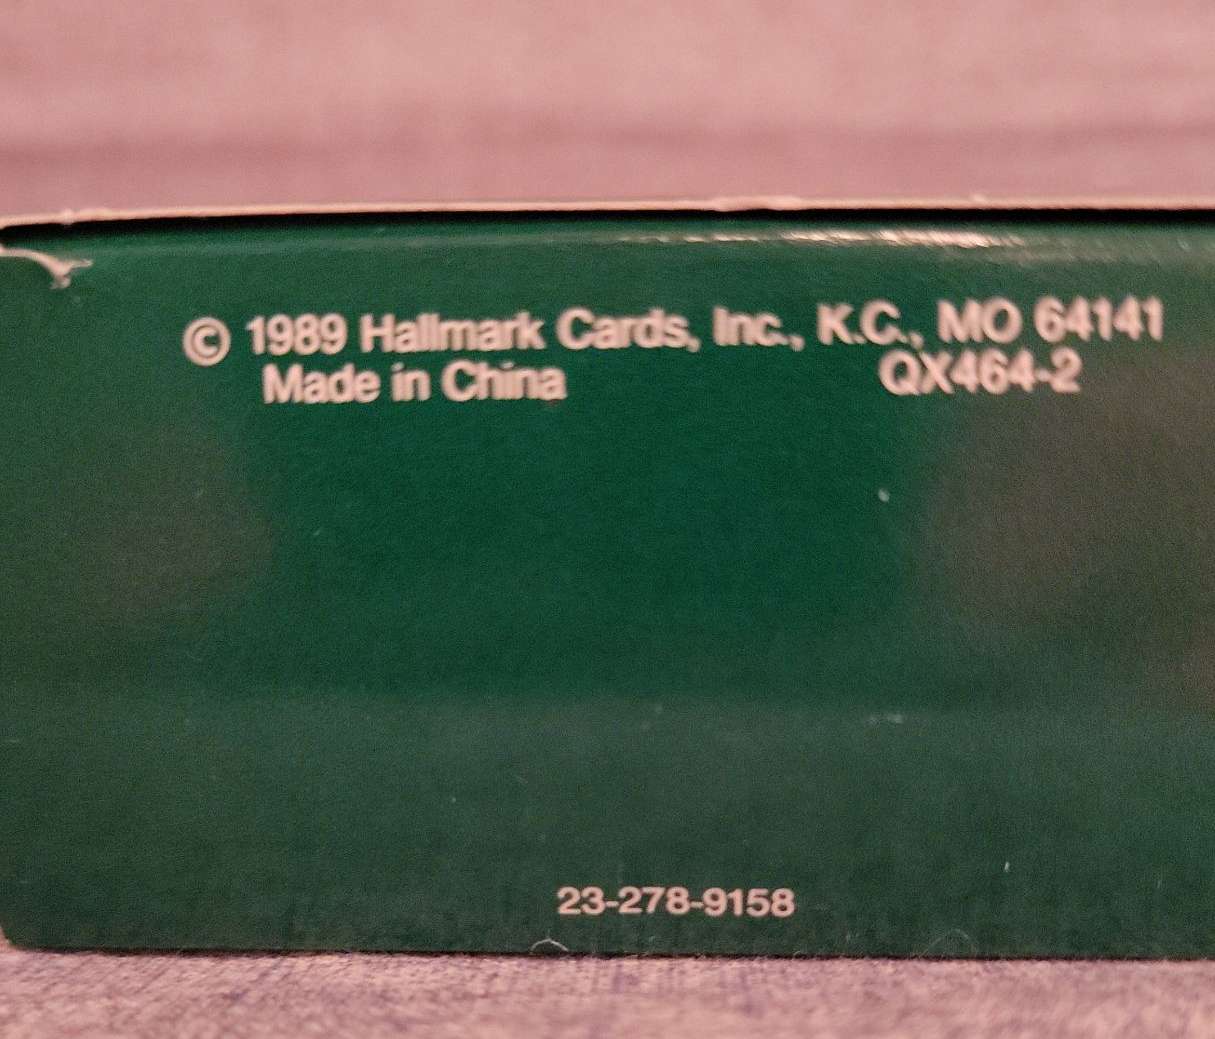 © 1989 Hallmark Cards, Inc., K.C., MO 64141
Made in China QX464-2
23-278-9158